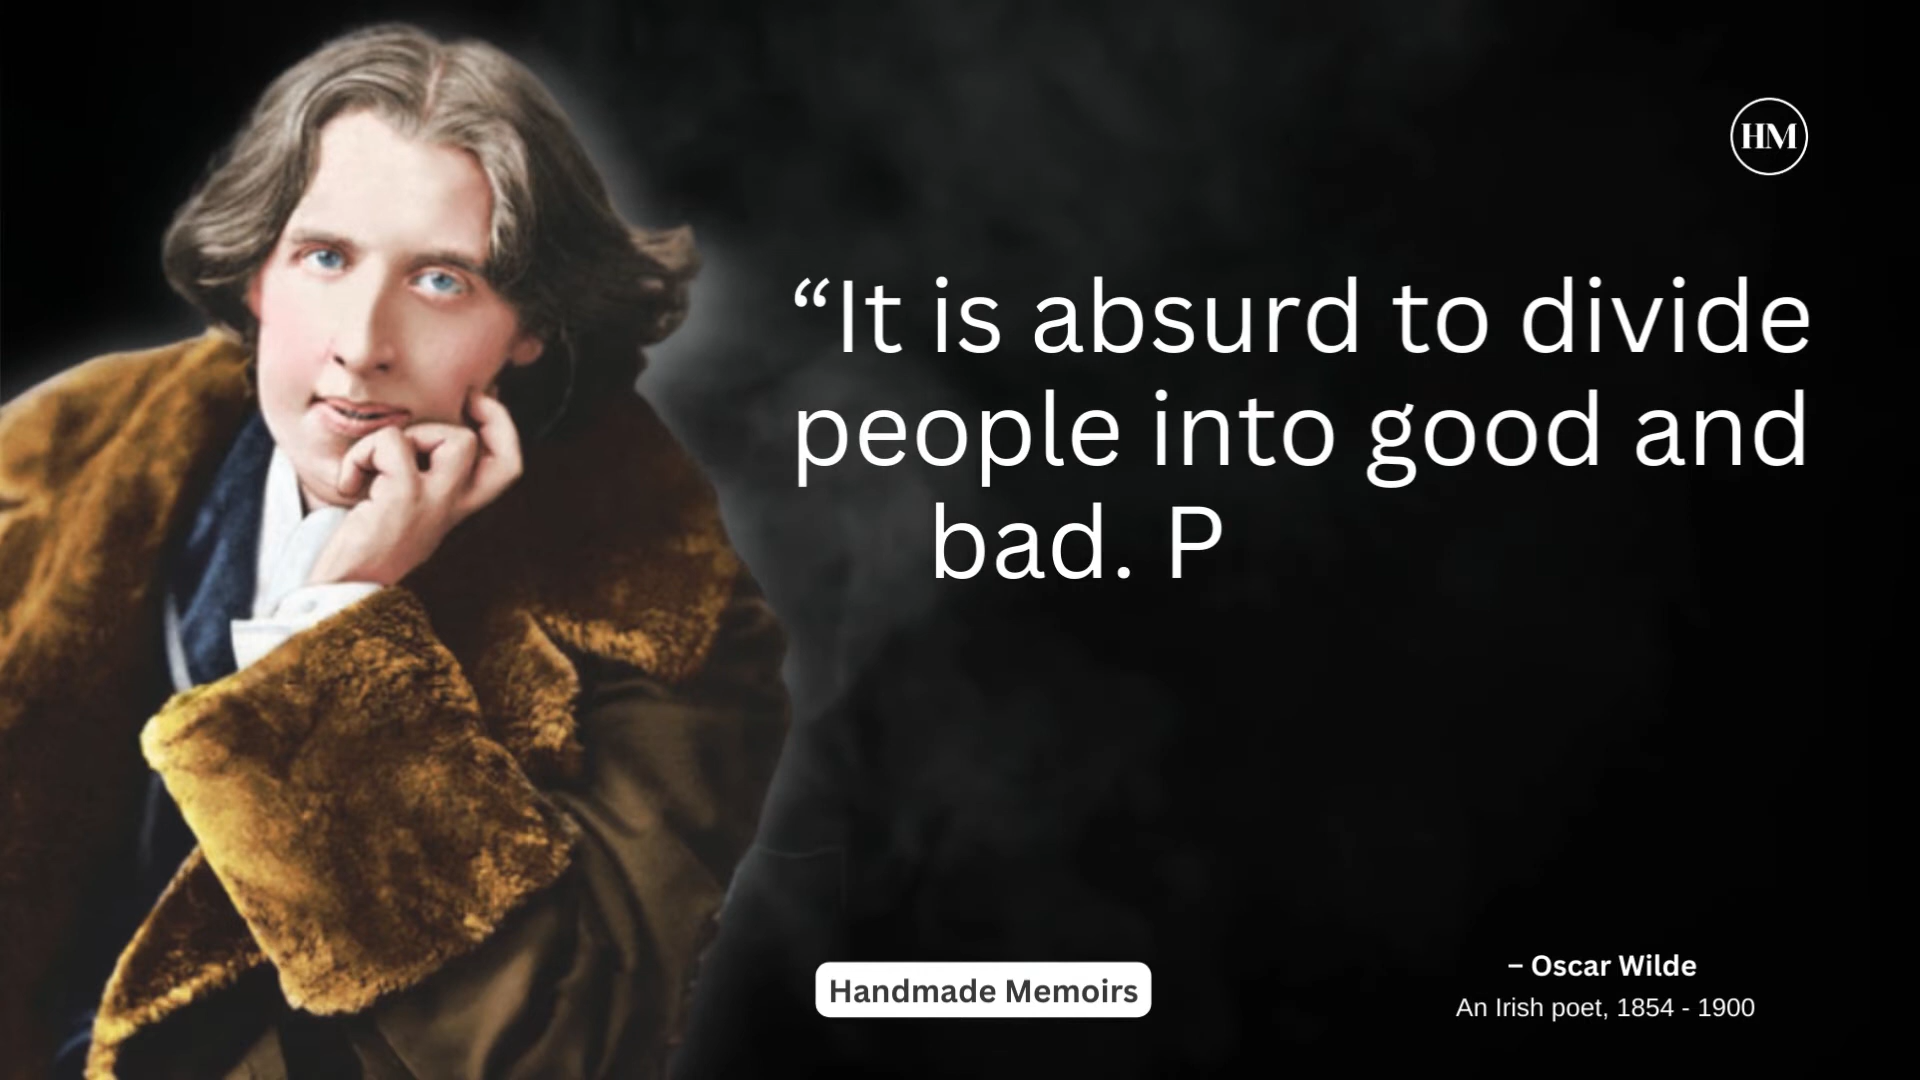 HM
“It is absurd to divide
people into good and
bad. P
Handmade Memoirs
– Oscar Wilde
An Irish poet, 1854 - 1900